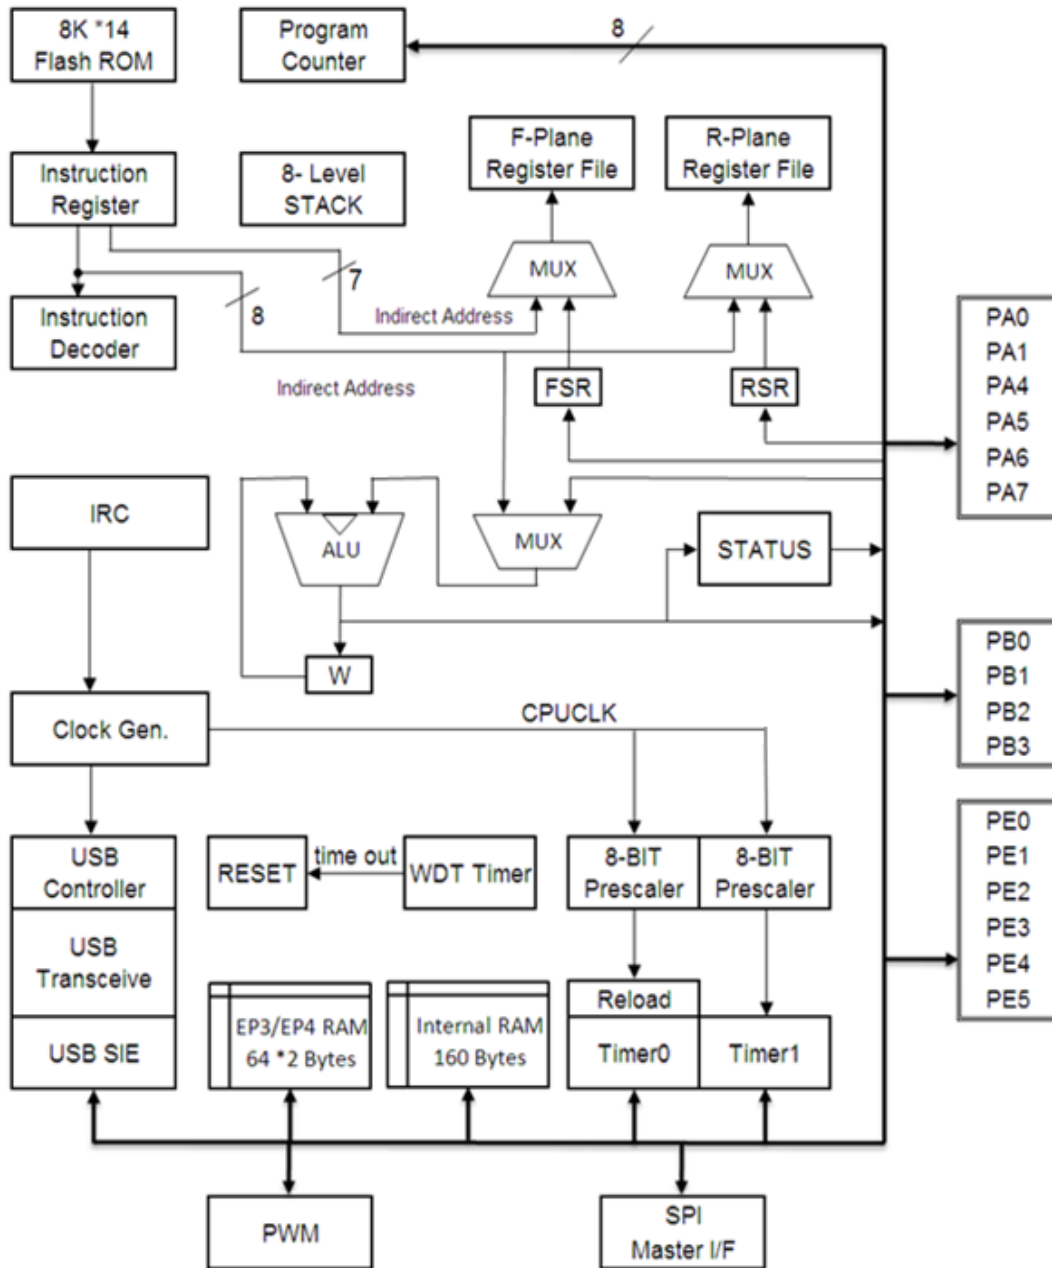 8K *14
Flash ROM
Program
Counter
8
F-Plane
Register File
R-Plane
Register File
Instruction
Register
8- Level
STACK
MUX
MUX
7
8
Indirect Address
Instruction
Decoder
Indirect Address
FSR
RSR
PA0
PA1
PA4
PA5
PA6
PA7
IRC
ALU
MUX
STATUS
W
PB0
PB1
PB2
PB3
Clock Gen.
CPUCLK
USB
Controller
RESET
time out
WDT Timer
8-BIT
Prescaler
8-BIT
Prescaler
PE0
PE1
PE2
PE3
PE4
PE5
USB
Transceive
USB SIE
EP3/EP4 RAM
64 *2 Bytes
Internal RAM
160 Bytes
Reload
Timer0
Timer1
PWM
SPI
Master I/F